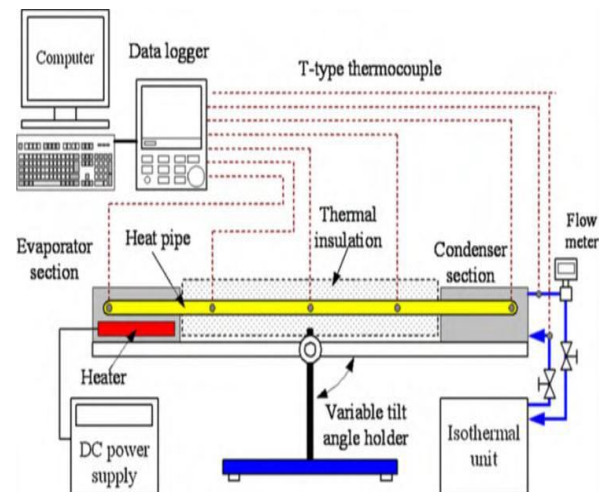 Computer
Data logger
T-type thermocouple
Evaporator
section
Heat pipe
Thermal
insulation
Condenser
section
Flow
meter
Heater
DC power
supply
Variable tilt
angle holder
Isothermal
unit